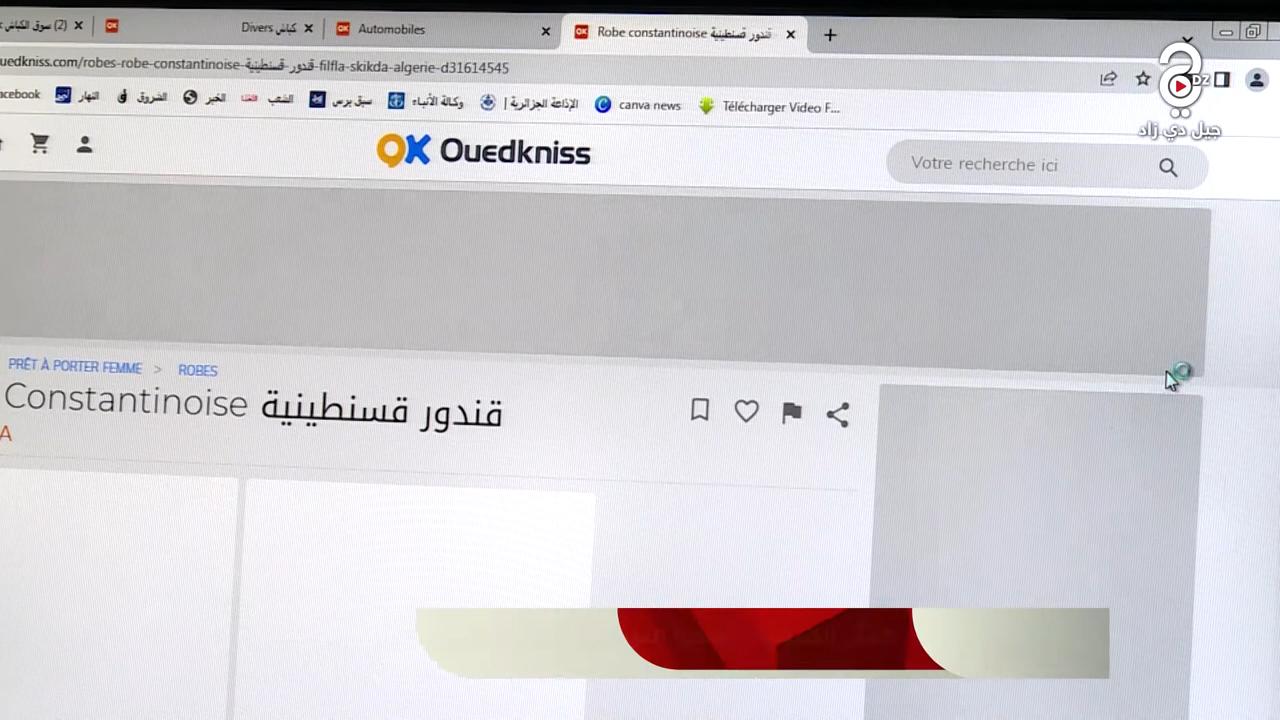 سوق الكباش (2)
Divers كباش
Automobiles
Robe constantinoise قندور قسنطينية
uedkniss.com/robes-robe-constantinoise-قندور-قسنطينية-filfla-skikda-algerie-d31614545
acebook
النهار
الشروق
الخبر
الشعب
سبق برس
وكالة الأنباء
الإذاعة الجزائرية |
canva news
Télécharger Video F...
DZ
جيل دي زاد
OK Ouedkniss
Votre recherche ici
PRÊT À PORTER FEMME > ROBES
Constantinoise قندور قسنطينية
A